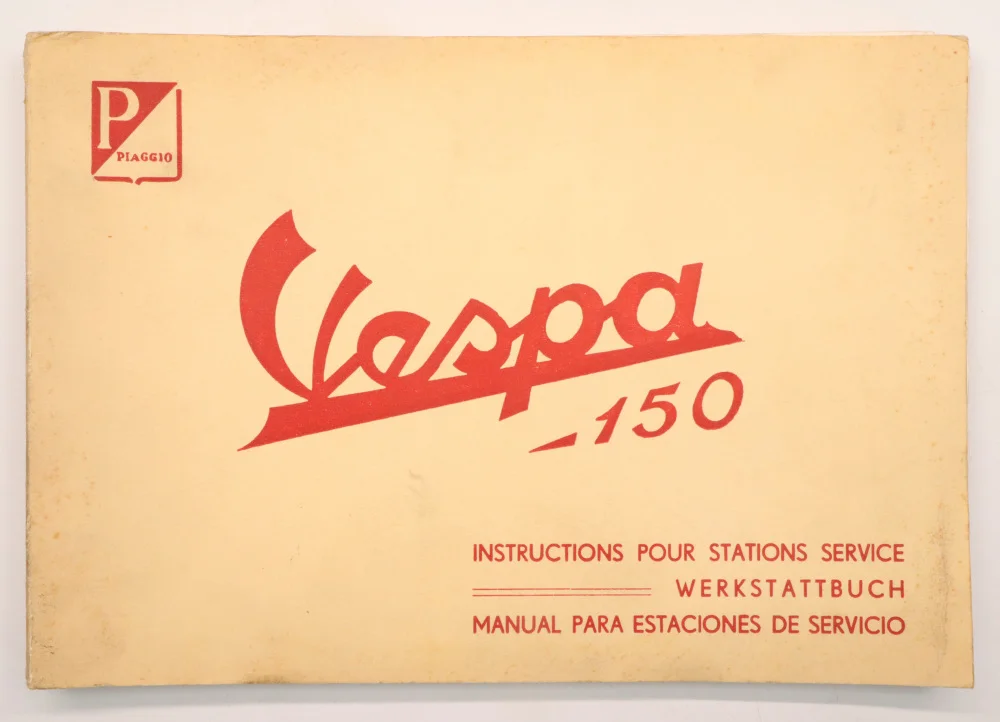 P
PIAGGIO
Vespa
150
INSTRUCTIONS POUR STATIONS SERVICE
WERKSTATTBUCH
MANUAL PARA ESTACIONES DE SERVICIO